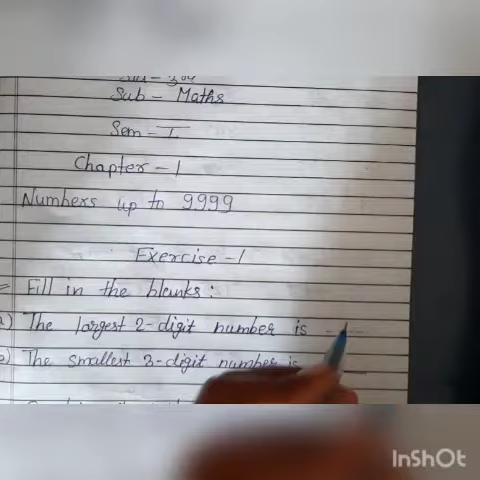 Sub - Maths
Sem - I
Chapter - 1
Numbers up to 9999
Exercise - 1
Fill in the blanks :
a) The largest 2-digit number is
The smallest 3-digit number is
InShOt